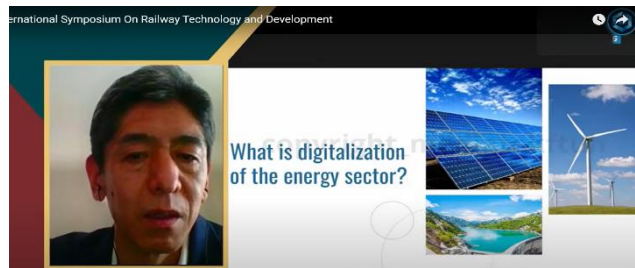 ernational Symposium On Railway Technology and Development
What is digitalization
of the energy sector?